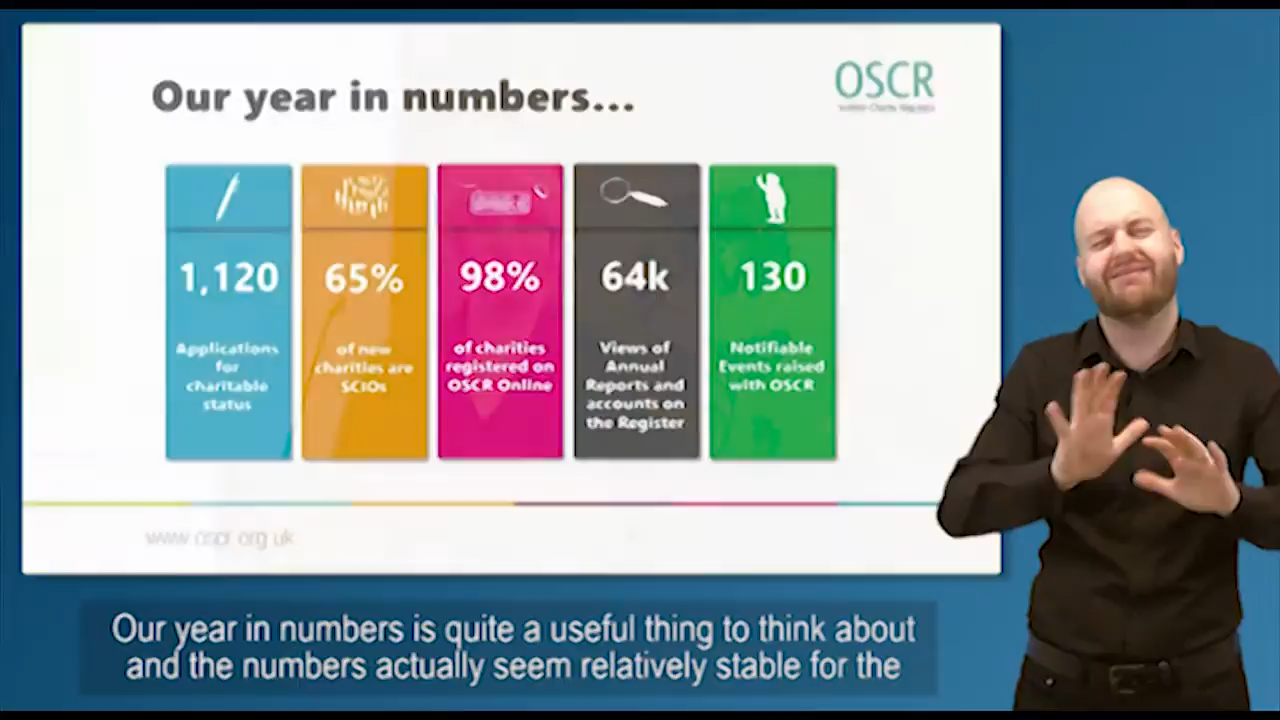 Our year in numbers...
OSCR
1,120
Applications
for
charitable
status
65%
of new
charities are
SCIOs
98%
of charities
registered on
OSCR Online
64k
Views of
Annual
Reports and
accounts on
the Register
130
Notifiable
Events raised
with OSCR
www.oscr.org.uk
Our year in numbers is quite a useful thing to think about
and the numbers actually seem relatively stable for the